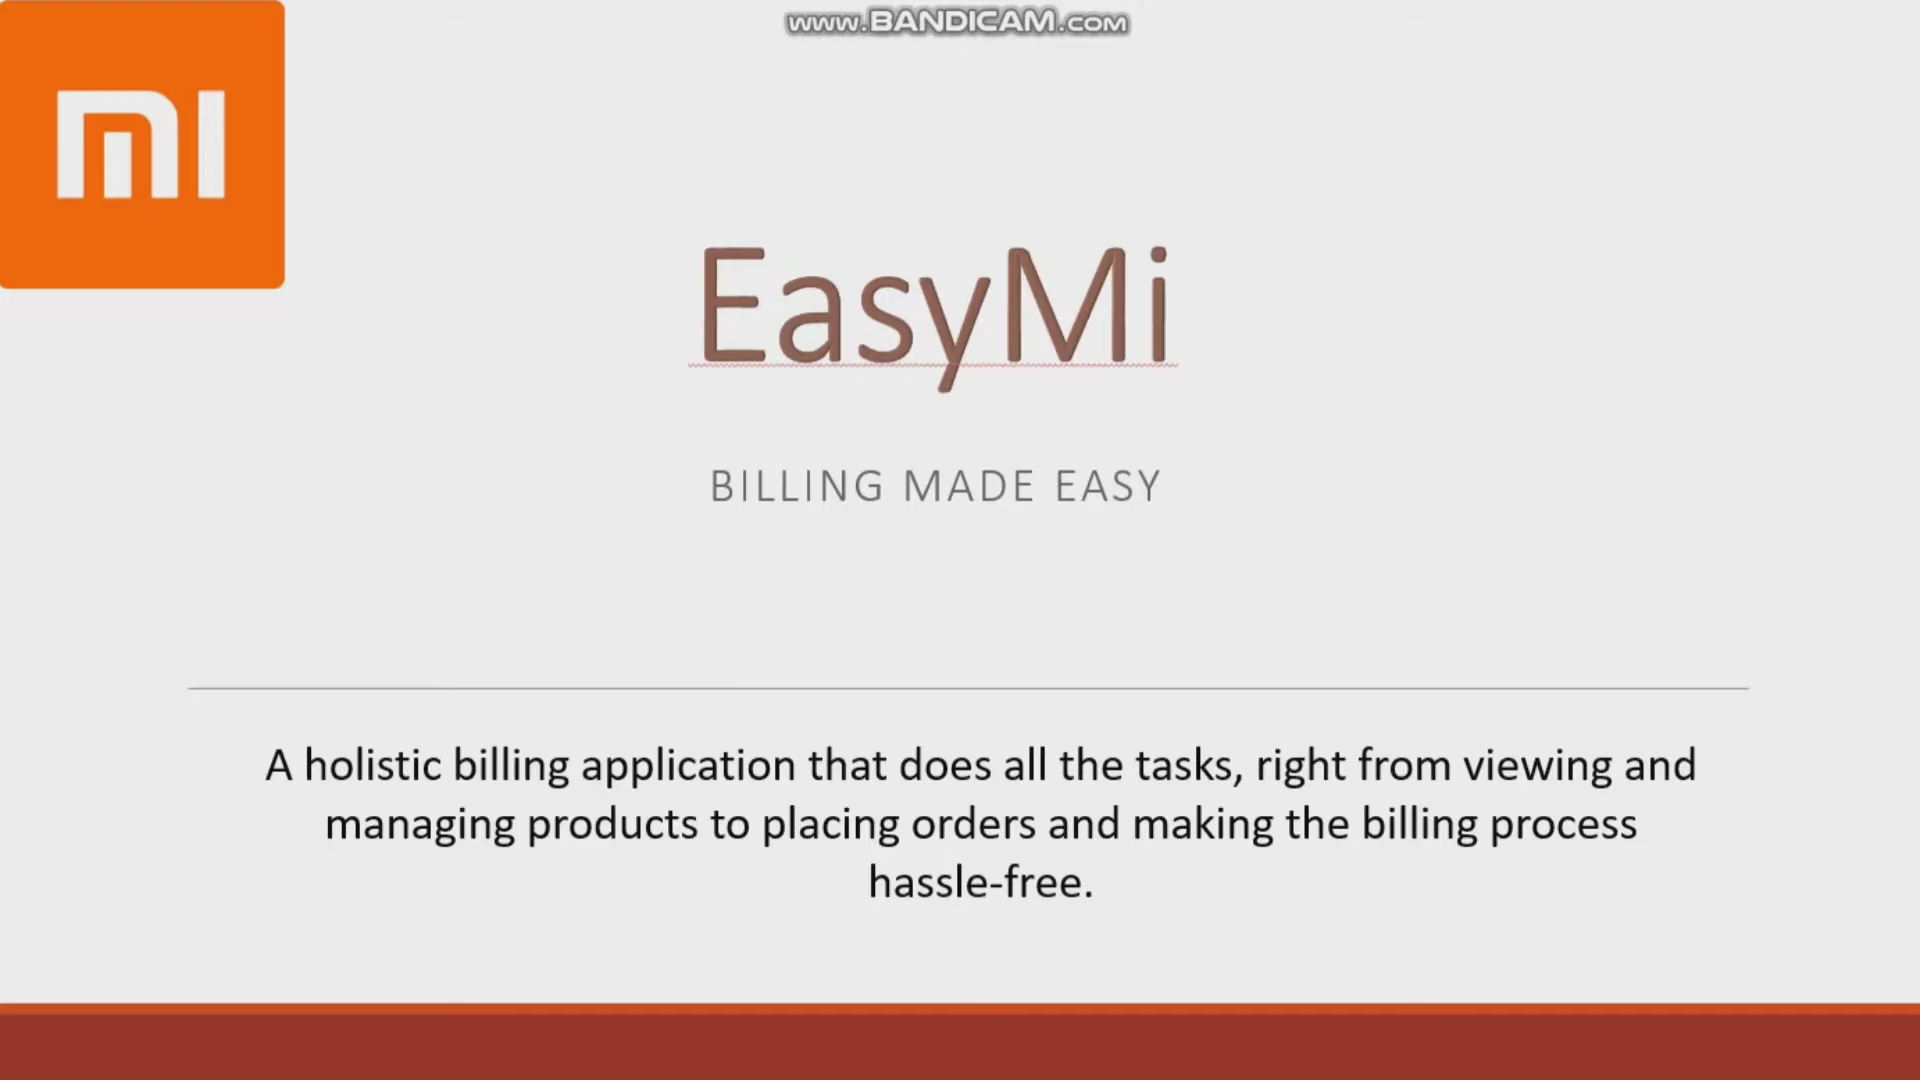 www.BANDICAM.com
mi
EasyMi
BILLING MADE EASY
A holistic billing application that does all the tasks, right from viewing and
managing products to placing orders and making the billing process
hassle-free.